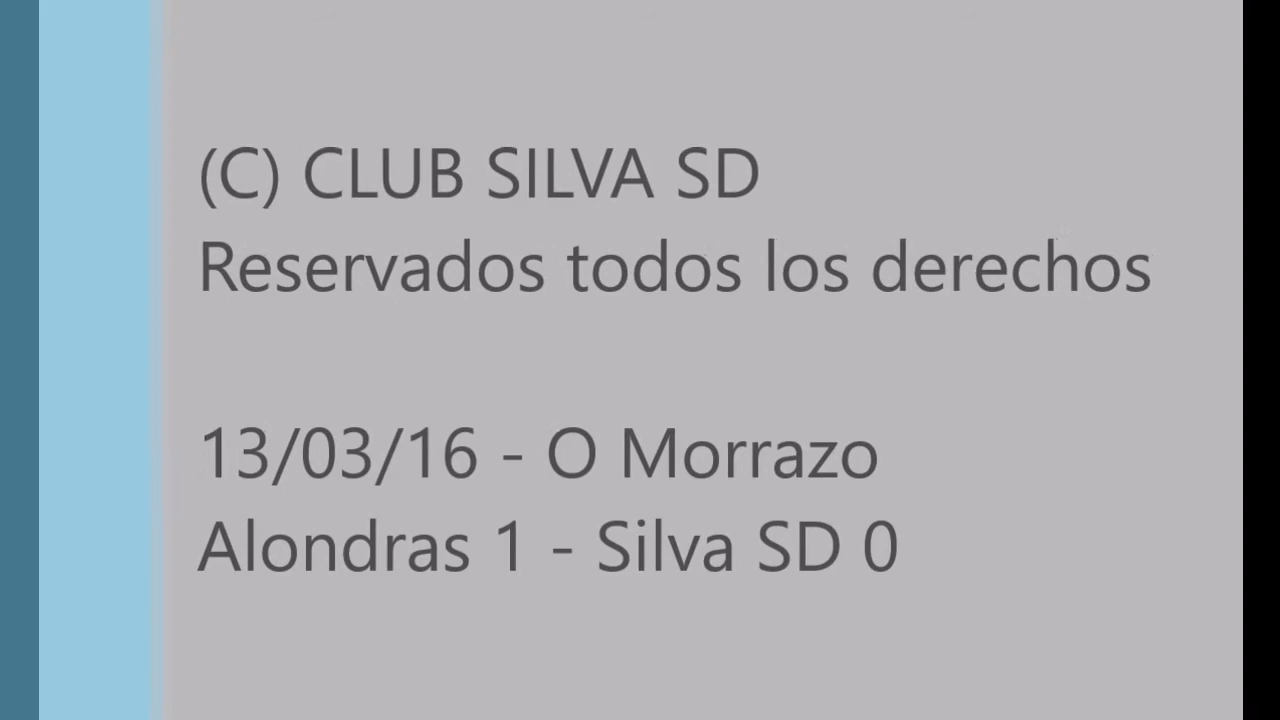 (C) CLUB SILVA SD
Reservados todos los derechos
13/03/16 - O Morrazo
Alondras 1 - Silva SD 0